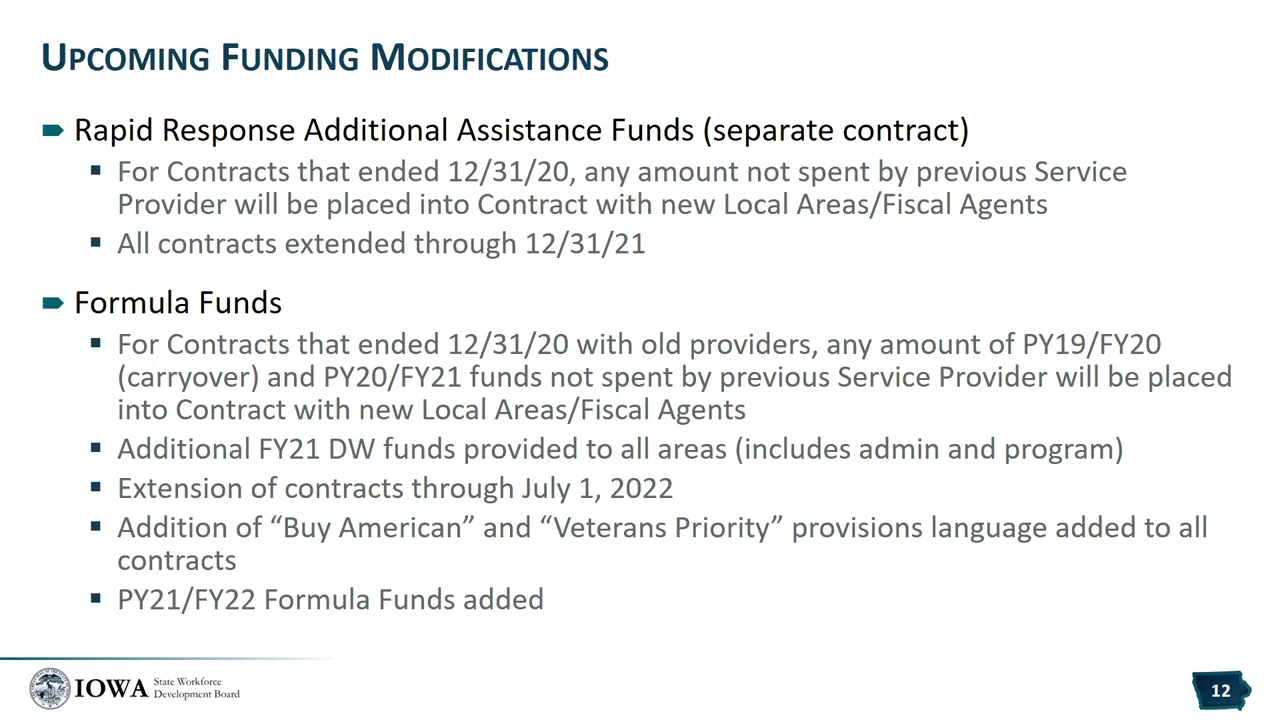 UPCOMING FUNDING MODIFICATIONS
Rapid Response Additional Assistance Funds (separate contract)
For Contracts that ended 12/31/20, any amount not spent by previous Service
Provider will be placed into Contract with new Local Areas/Fiscal Agents
All contracts extended through 12/31/21
Formula Funds
For Contracts that ended 12/31/20 with old providers, any amount of PY19/FY20
(carryover) and PY20/FY21 funds not spent by previous Service Provider will be placed
into Contract with new Local Areas/Fiscal Agents
Additional FY21 DW funds provided to all areas (includes admin and program)
Extension of contracts through July 1, 2022
Addition of “Buy American” and “Veterans Priority” provisions language added to all
contracts
PY21/FY22 Formula Funds added
IOWA State Workforce
Development Board
12